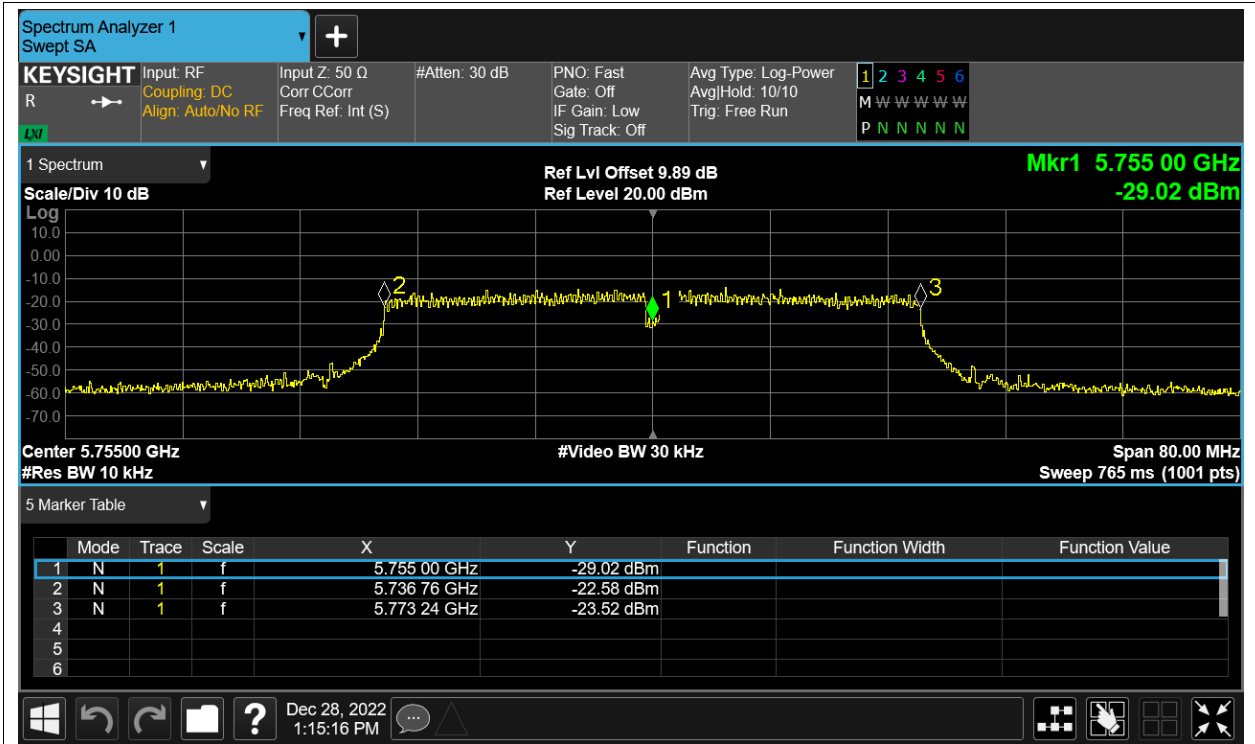 Spectrum Analyzer 1
Swept SA
+
KEYSIGHT
R
LXI
Input: RF
Coupling: DC
Align: Auto/No RF
Input Z: 50 Ω
Corr CCorr
Freq Ref: Int (S)
#Atten: 30 dB
PNO: Fast
Gate: Off
IF Gain: Low
Sig Track: Off
Avg Type: Log-Power
Avg|Hold: 10/10
Trig: Free Run
1 2 3 4 5 6
M W W W W W
P N N N N N
1 Spectrum
Scale/Div 10 dB
Ref Lvl Offset 9.89 dB
Ref Level 20.00 dBm
Mkr1 5.755 00 GHz
-29.02 dBm
Log
10.0
0.00
-10.0
-20.0
-30.0
-40.0
-50.0
-60.0
-70.0
2
1
3
Center 5.75500 GHz
#Video BW 30 kHz
Span 80.00 MHz
#Res BW 10 kHz
Sweep 765 ms (1001 pts)
5 Marker Table
Mode Trace Scale X Y Function Function Width Function Value
1 N 1 f 5.755 00 GHz -29.02 dBm
2 N 1 f 5.736 76 GHz -22.58 dBm
3 N 1 f 5.773 24 GHz -23.52 dBm
4
5
6
?
Dec 28, 2022
1:15:16 PM